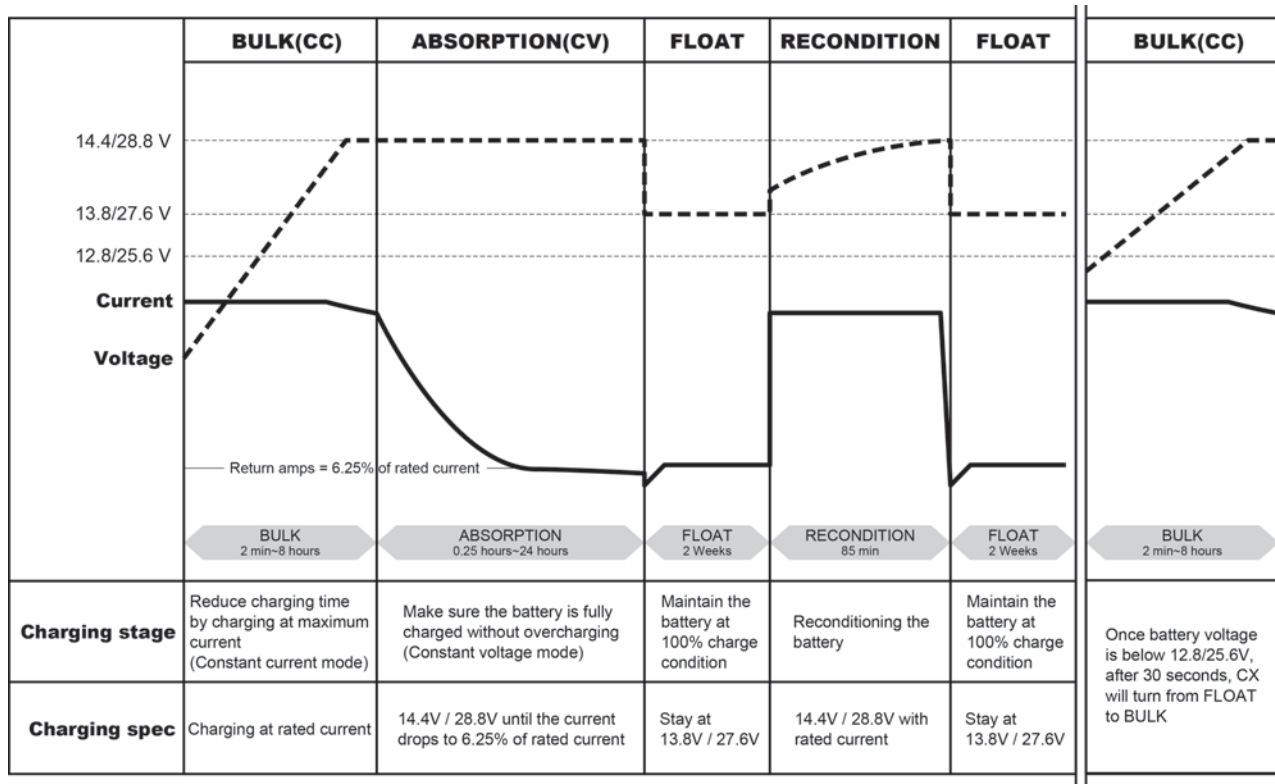 BULK(CC) ABSORPTION(CV) FLOAT RECONDITION FLOAT BULK(CC)
14.4/28.8 V
13.8/27.6 V
12.8/25.6 V
Current
Voltage
Return amps = 6.25% of rated current
BULK
2 min~8 hours
ABSORPTION
0.25 hours~24 hours
FLOAT
2 Weeks
RECONDITION
85 min
FLOAT
2 Weeks
BULK
2 min~8 hours
Charging stage
Reduce charging time
by charging at maximum
current
(Constant current mode)
Make sure the battery is fully
charged without overcharging
(Constant voltage mode)
Maintain the
battery at
100% charge
condition
Reconditioning the
battery
Maintain the
battery at
100% charge
condition
Once battery voltage
is below 12.8/25.6V,
after 30 seconds, CX
will turn from FLOAT
to BULK
Charging spec
Charging at rated current
14.4V / 28.8V until the current
drops to 6.25% of rated current
Stay at
13.8V / 27.6V
14.4V / 28.8V with
rated current
Stay at
13.8V / 27.6V